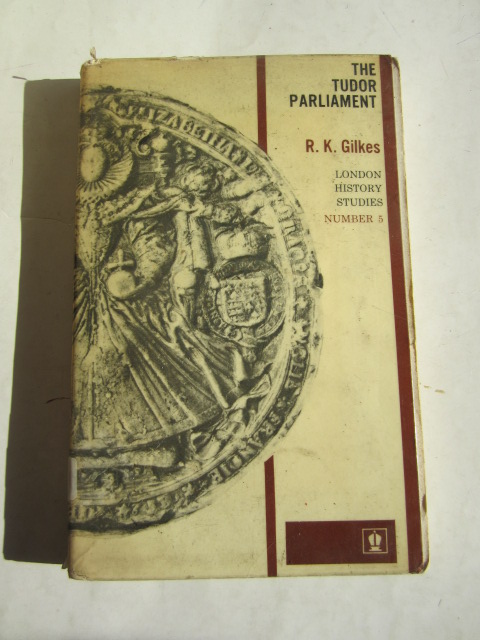 THE
TUDOR
PARLIAMENT
R. K. Gilkes
LONDON
HISTORY
STUDIES
NUMBER 5